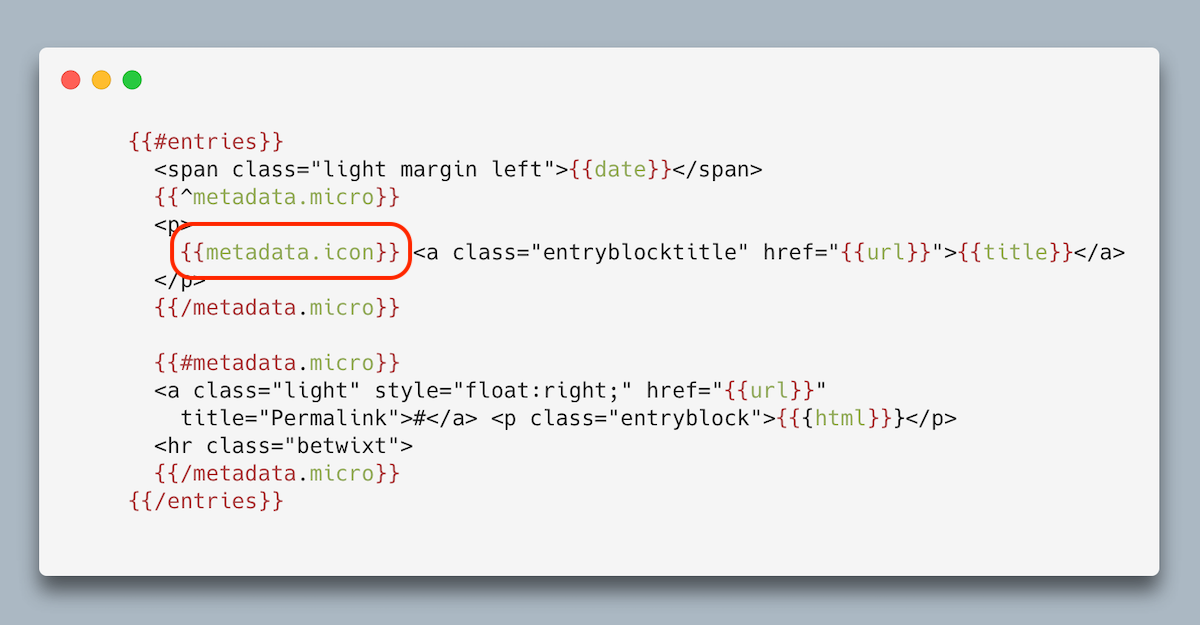 {{#entries}}
<span class="light margin left">{{date}}</span>
{{^metadata.micro}}
<p>
{{metadata.icon}} <a class="entryblocktitle" href="{{url}}">{{title}}</a>
</p>
{{/metadata.micro}}
{{#metadata.micro}}
<a class="light" style="float:right;" href="{{url}}"
title="Permalink">#</a> <p class="entryblock">{{{html}}}</p>
<hr class="betwixt">
{{/metadata.micro}}
{{/entries}}